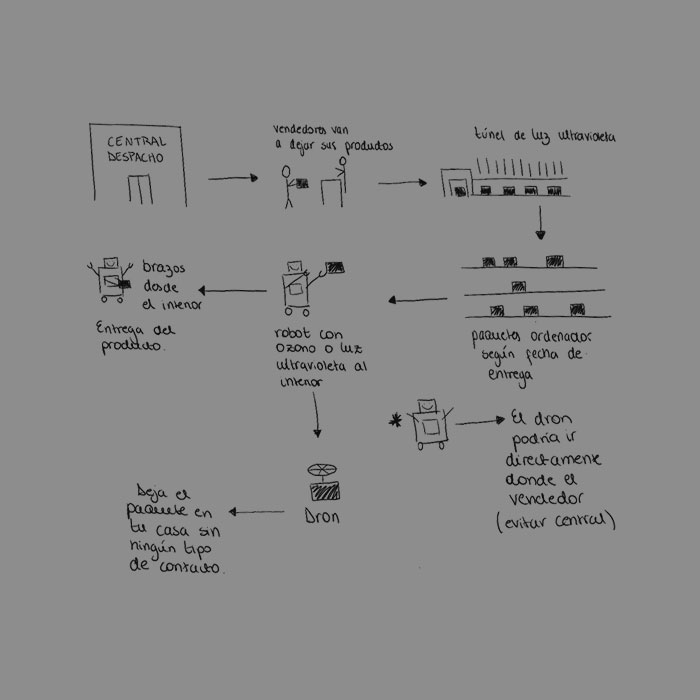 CENTRAL
DESPACHO
vendedores van
a dejar sus productos
túnel de luz ultravioleta
paquetes ordenados
según fecha de
entrega
robot con
ozono o luz
ultravioleta al
interior
brazos
desde
el interior
Entrega del
producto.
Dron
Deja el
paquete en
tu casa sin
ningún tipo
de contacto.
*
El dron
podría ir
directamente
donde el
vendedor
(evitar central)